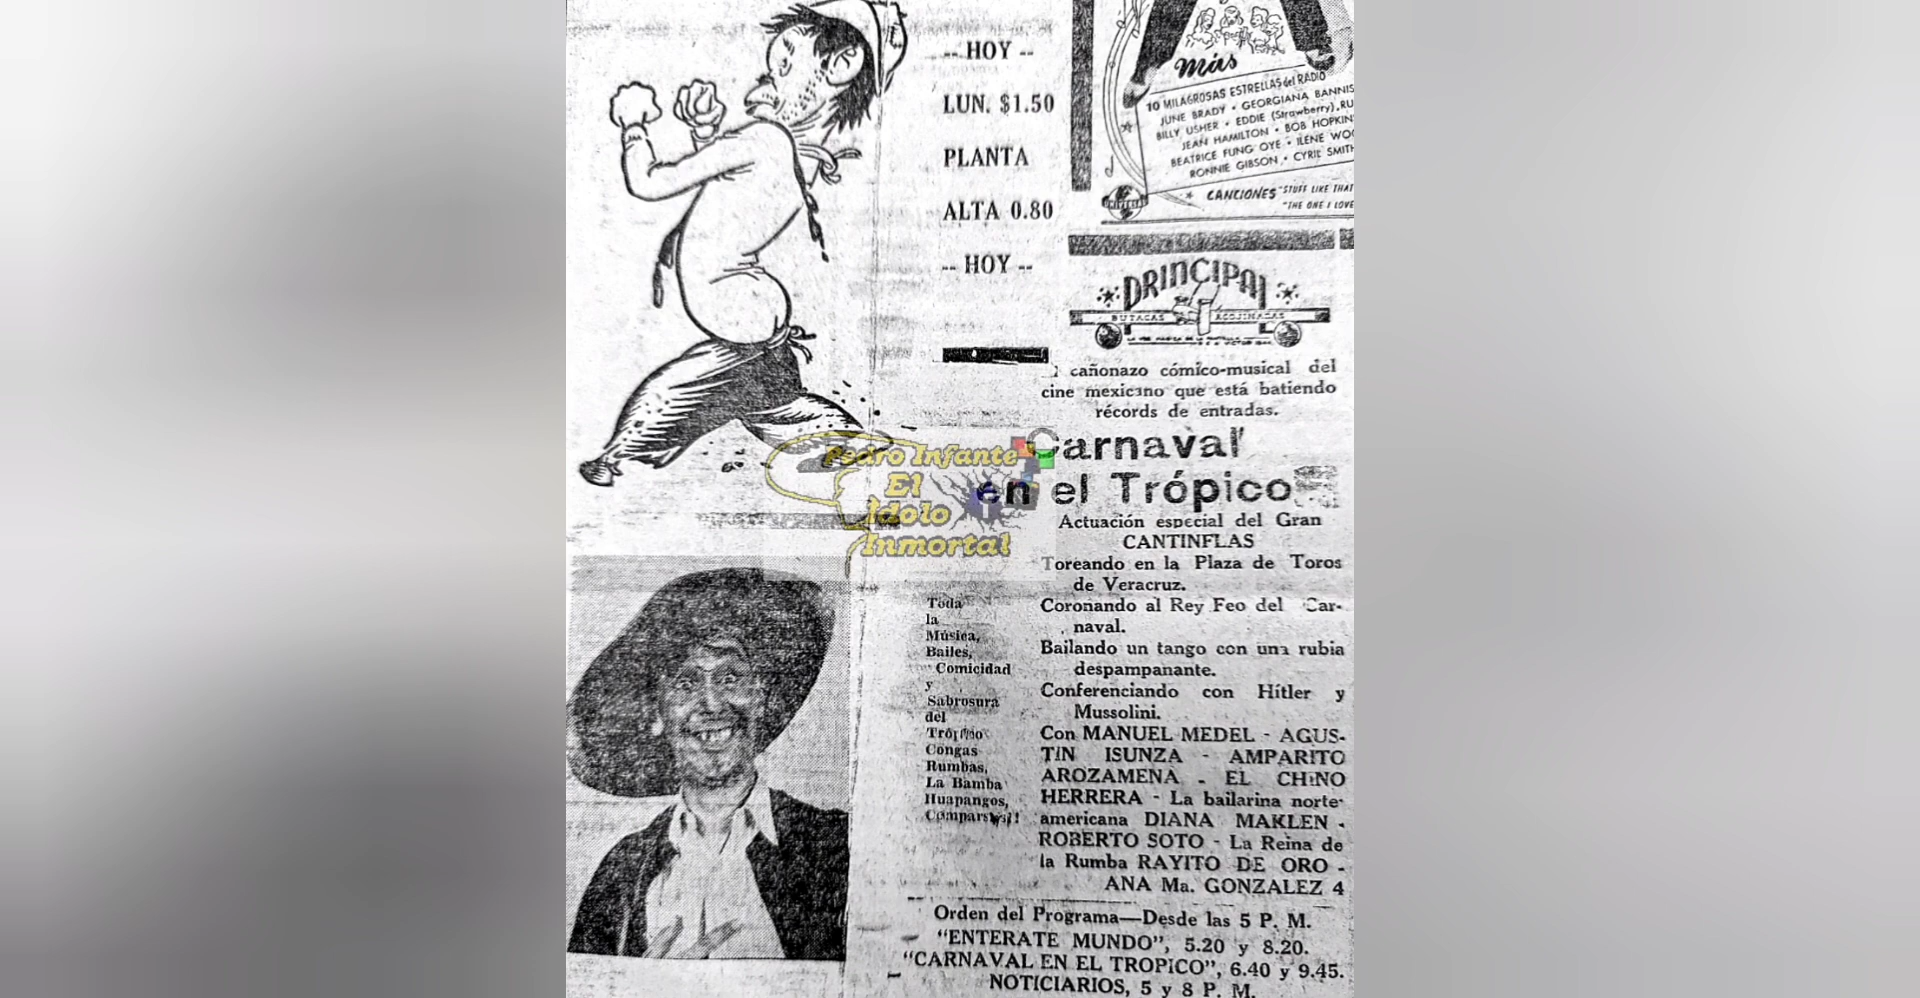 -- HOY --
LUN. $1.50
PLANTA
ALTA 0.80
-- HOY --
Más
10 MILAGROSAS ESTRELLAS del RADIO
JUNE BRADY • GEORGIANA BANNIS
BILLY USHER • EDDIE (Strawberry), RU
JEAN HAMILTON • BOB HOPKIN
BEATRICE FUNG OYE • ILENE WOO
RONNIE GIBSON • CYRIL SMITH
CANCIONES "STUFF LIKE THAT
"THE ONE I LOVE
UNIVERSAL
PRINCIPAL
BUTACAS ACOJINADAS
cañonazo cómico-musical del
cine mexicano que está batiendo
récords de entradas.
Carnaval
en el Trópico
Pedro Infante
El
Idolo
Inmortal
Actuación especial del Gran
CANTINFLAS
Toreando en la Plaza de Toros
de Veracruz.
Coronando al Rey Feo del Car-
naval.
Bailando un tango con una rubia
despampanante.
Conferenciando con Hítler y
Mussolini.
Con MANUEL MEDEL - AGUS-
TIN ISUNZA - AMPARITO
AROZAMENA - EL CHINO
HERRERA - La bailarina norte-
americana DIANA MAKLEN -
ROBERTO SOTO - La Reina de
la Rumba RAYITO DE ORO -
ANA Ma. GONZALEZ 4
Toda
la
Música,
Bailes,
Comicidad
y
Sabrosura
del
Trópico
Congas
Rumbas,
La Bamba
Huapangos,
Comparsas!!
Orden del Programa—Desde las 5 P. M.
"ENTERATE MUNDO", 5.20 y 8.20.
"CARNAVAL EN EL TROPICO", 6.40 y 9.45.
NOTICIARIOS, 5 y 8 P. M.